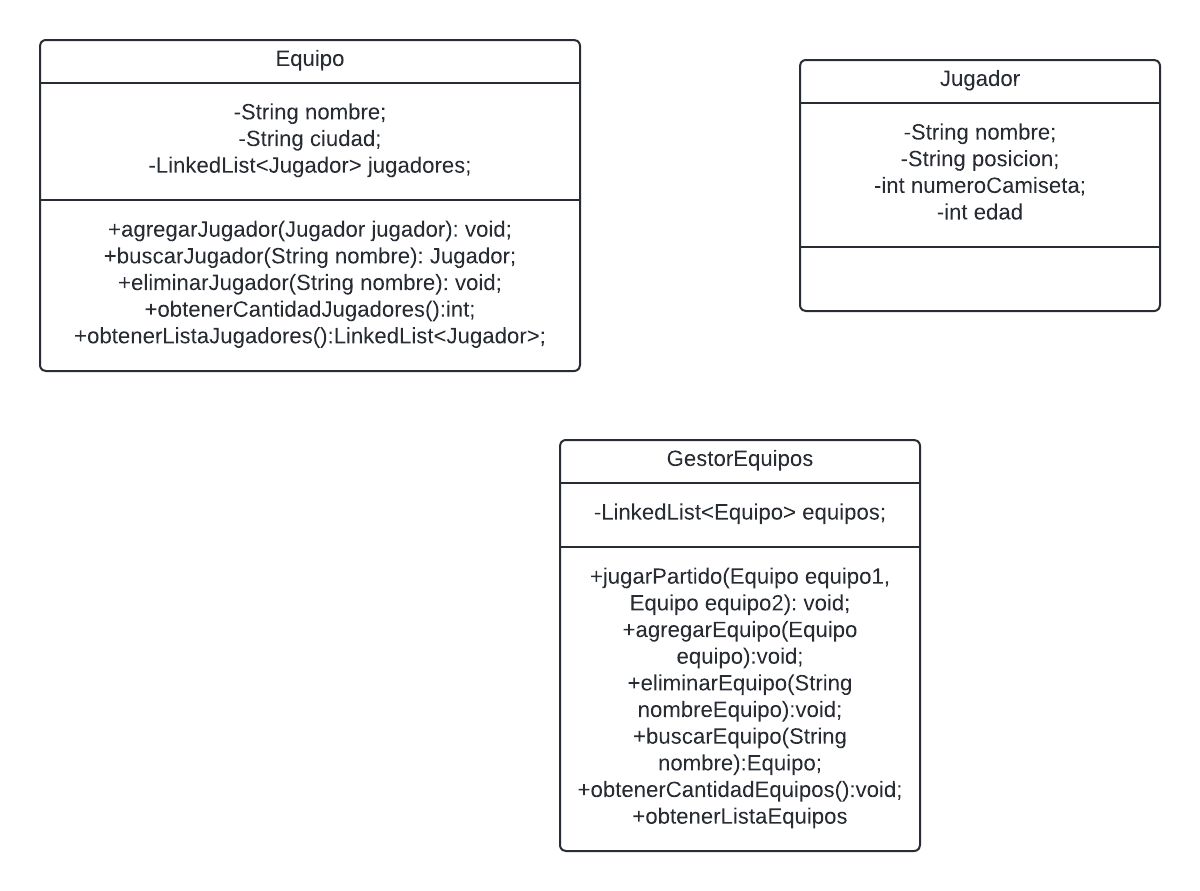 Equipo
-String nombre;
-String ciudad;
-LinkedList<Jugador> jugadores;
+agregarJugador(Jugador jugador): void;
+buscarJugador(String nombre): Jugador;
+eliminarJugador(String nombre): void;
+obtenerCantidadJugadores():int;
+obtenerListaJugadores():LinkedList<Jugador>;
Jugador
-String nombre;
-String posicion;
-int numeroCamiseta;
-int edad
GestorEquipos
-LinkedList<Equipo> equipos;
+jugarPartido(Equipo equipo1,
Equipo equipo2): void;
+agregarEquipo(Equipo
equipo):void;
+eliminarEquipo(String
nombreEquipo):void;
+buscarEquipo(String
nombre):Equipo;
+obtenerCantidadEquipos():void;
+obtenerListaEquipos